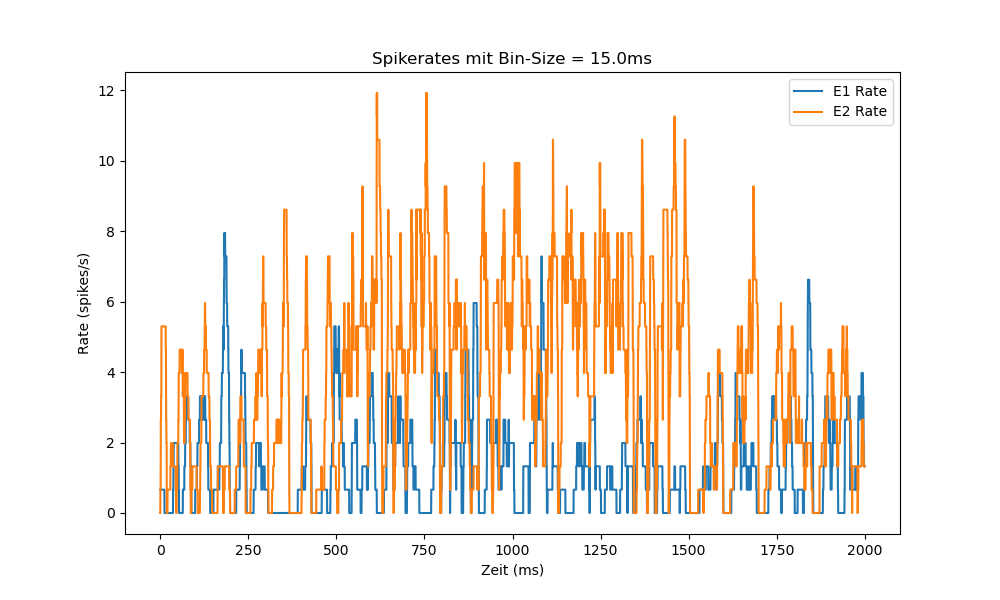 Spikerates mit Bin-Size = 15.0ms
E1 Rate
E2 Rate
12
10
8
6
4
2
0
Rate (spikes/s)
0 250 500 750 1000 1250 1500 1750 2000
Zeit (ms)